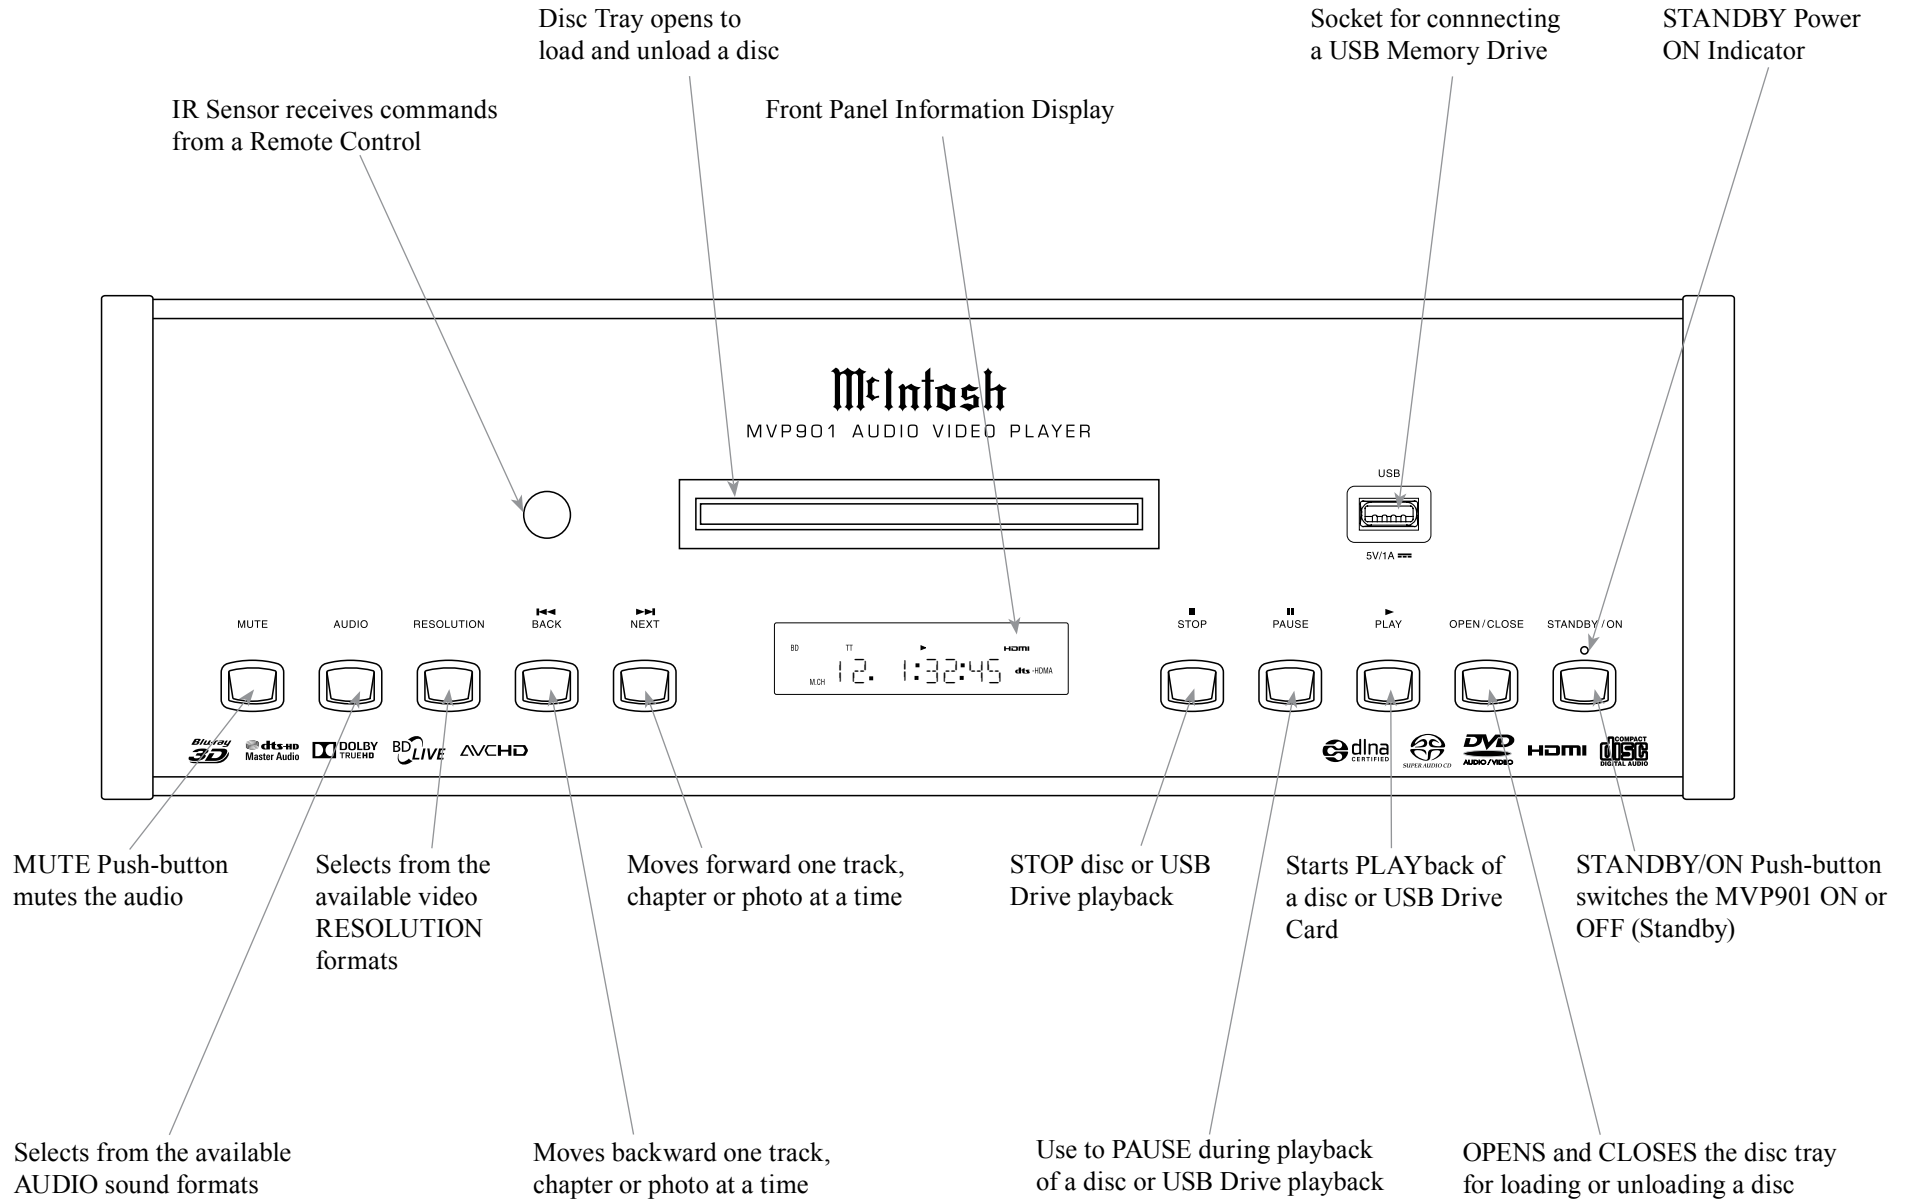 Disc Tray opens to
load and unload a disc
Socket for connnecting
a USB Memory Drive
STANDBY Power
ON Indicator
IR Sensor receives commands
from a Remote Control
Front Panel Information Display
McIntosh
MVP901 AUDIO VIDEO PLAYER
USB
5V/1A
MUTE
AUDIO
RESOLUTION
BACK
NEXT
STOP
PAUSE
PLAY
OPEN/CLOSE
STANDBY/ON
BD
TT
HDMI
M.CH
12. 1:32:45
dts-HDMA
Blu-ray
3D
dts-HD
Master Audio
DOLBY
TRUEHD
BD LIVE
AVCHD
dlna
CERTIFIED
SUPER AUDIO CD
DVD
AUDIO/VIDEO
HDMI
COMPACT
disc
DIGITAL AUDIO
MUTE Push-button
mutes the audio
Selects from the
available video
RESOLUTION
formats
Moves forward one track,
chapter or photo at a time
STOP disc or USB
Drive playback
Starts PLAYback of
a disc or USB Drive
Card
STANDBY/ON Push-button
switches the MVP901 ON or
OFF (Standby)
Selects from the available
AUDIO sound formats
Moves backward one track,
chapter or photo at a time
Use to PAUSE during playback
of a disc or USB Drive playback
OPENS and CLOSES the disc tray
for loading or unloading a disc